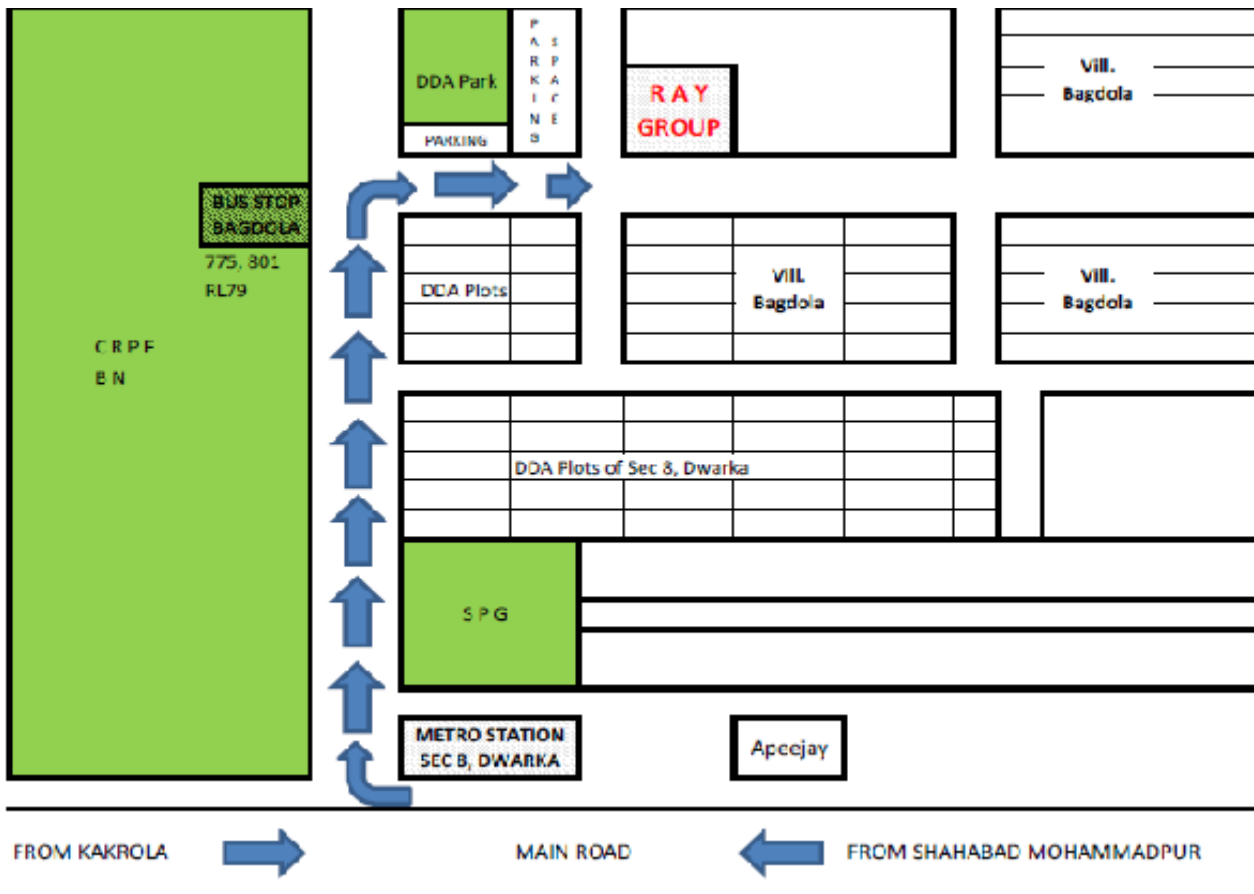 DDA Park
PARKING
PARKING
SPACE
RAY
GROUP
Vill.
Bagdola
BUS STOP
BAGDOLA
775, 801
RL79
DDA Plots
Vill.
Bagdola
Vill.
Bagdola
C R P F
B N
DDA Plots of Sec 8, Dwarka
S P G
METRO STATION
SEC 8, DWARKA
Apeejay
FROM KAKROLA
MAIN ROAD
FROM SHAHABAD MOHAMMADPUR